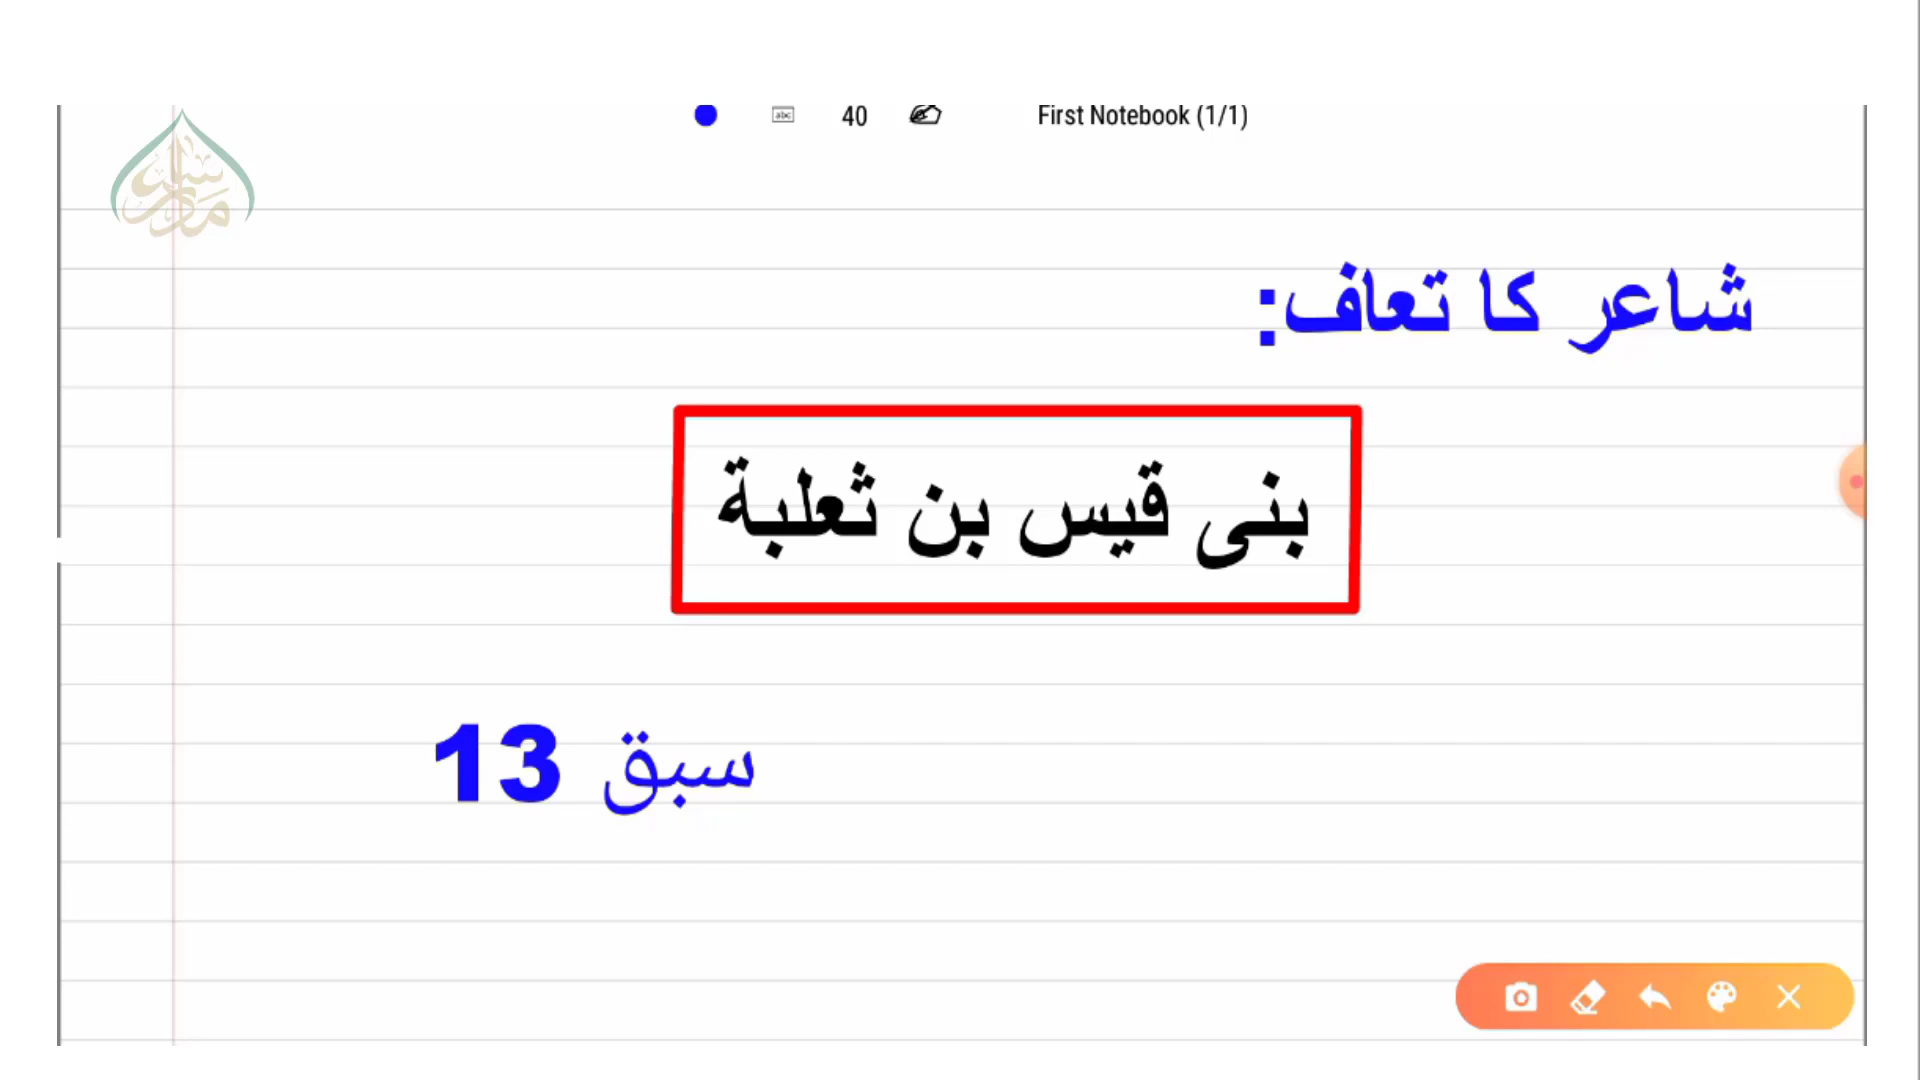 40 First Notebook (1/1)
شاعر کا تعاف:
بنی قیس بن ثعلبة
سبق 13